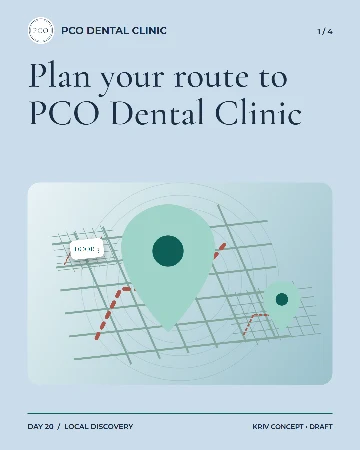 PCO
PCO DENTAL CLINIC
1 / 4
Plan your route to
PCO Dental Clinic
DAY 20 / LOCAL DISCOVERY
KRIV CONCEPT • DRAFT